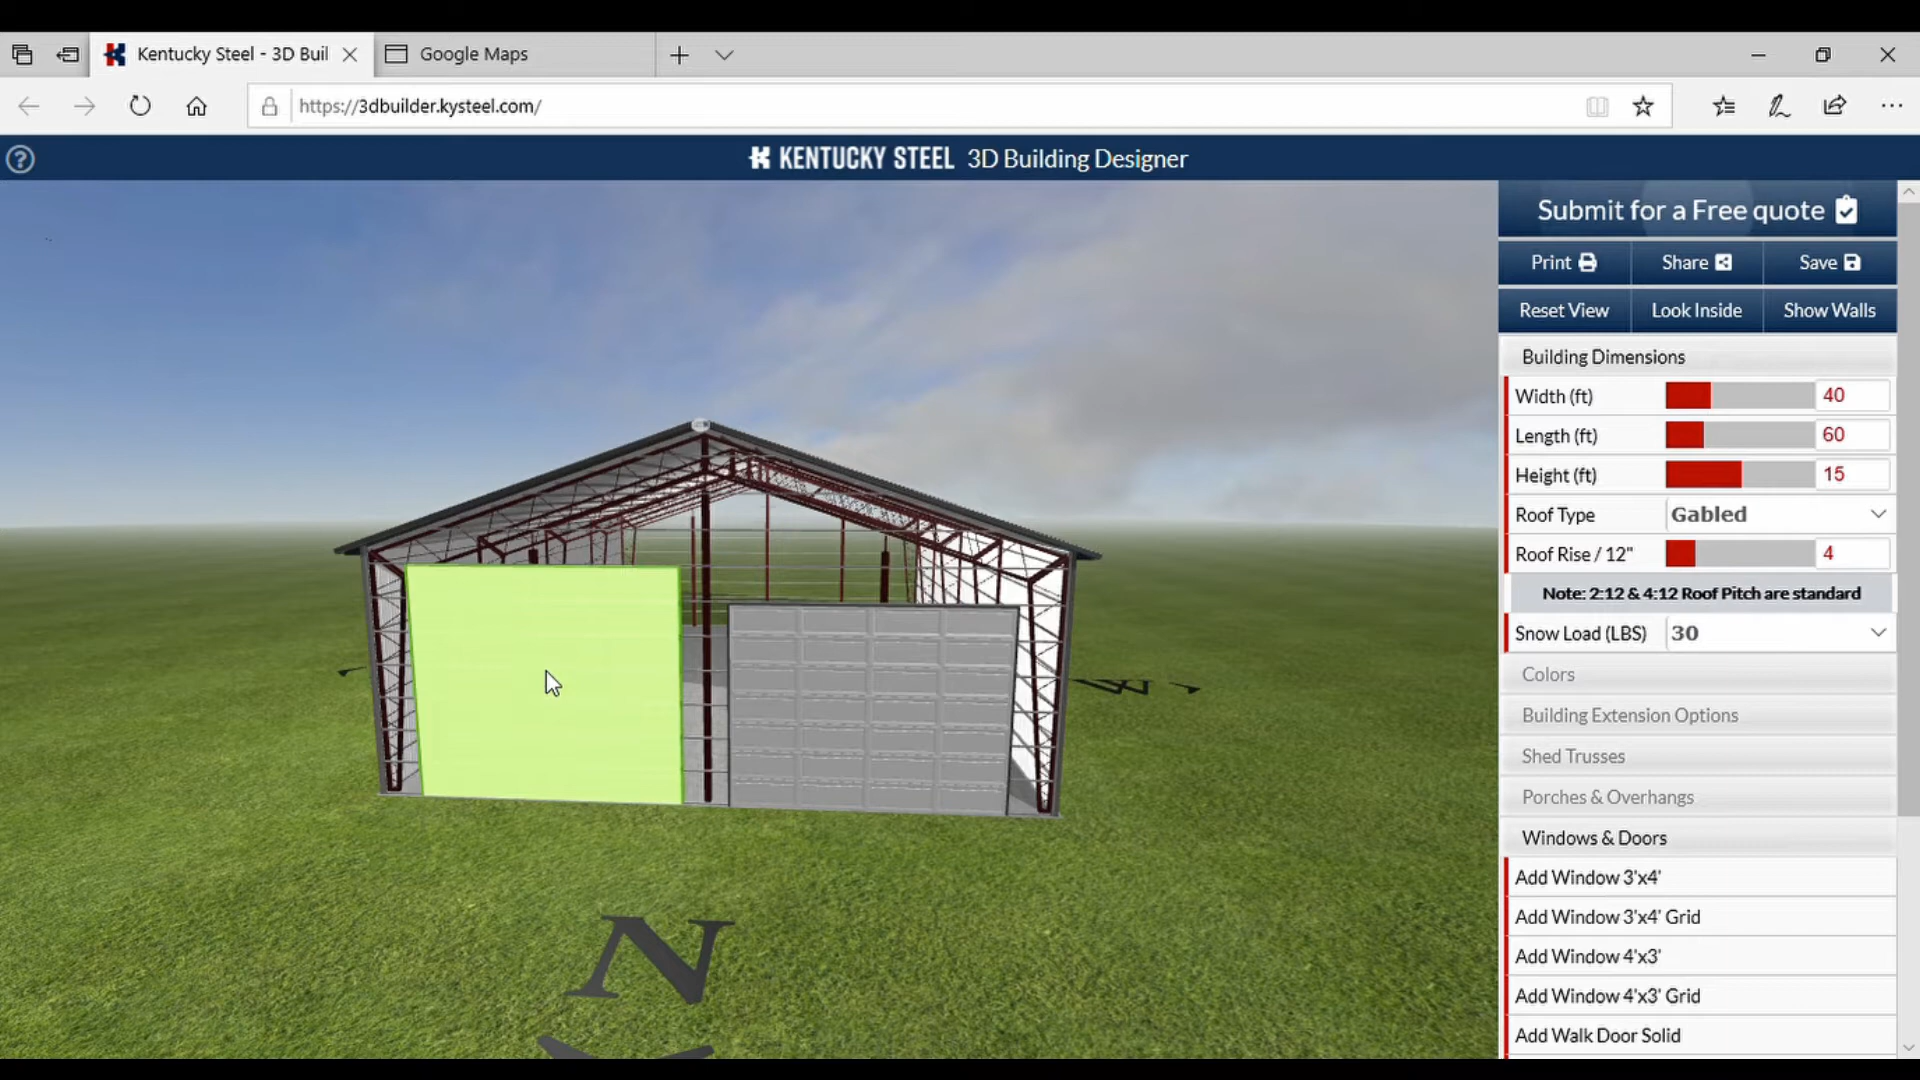 Kentucky Steel - 3D Buil
Google Maps
https://3dbuilder.kysteel.com/
KENTUCKY STEEL 3D Building Designer
Submit for a Free quote
Print
Share
Save
Reset View
Look Inside
Show Walls
Building Dimensions
Width (ft) 40
Length (ft) 60
Height (ft) 15
Roof Type Gabled
Roof Rise / 12" 4
Note: 2:12 & 4:12 Roof Pitch are standard
Snow Load (LBS) 30
Colors
Building Extension Options
Shed Trusses
Porches & Overhangs
Windows & Doors
Add Window 3'x4'
Add Window 3'x4' Grid
Add Window 4'x3'
Add Window 4'x3' Grid
Add Walk Door Solid
W
N